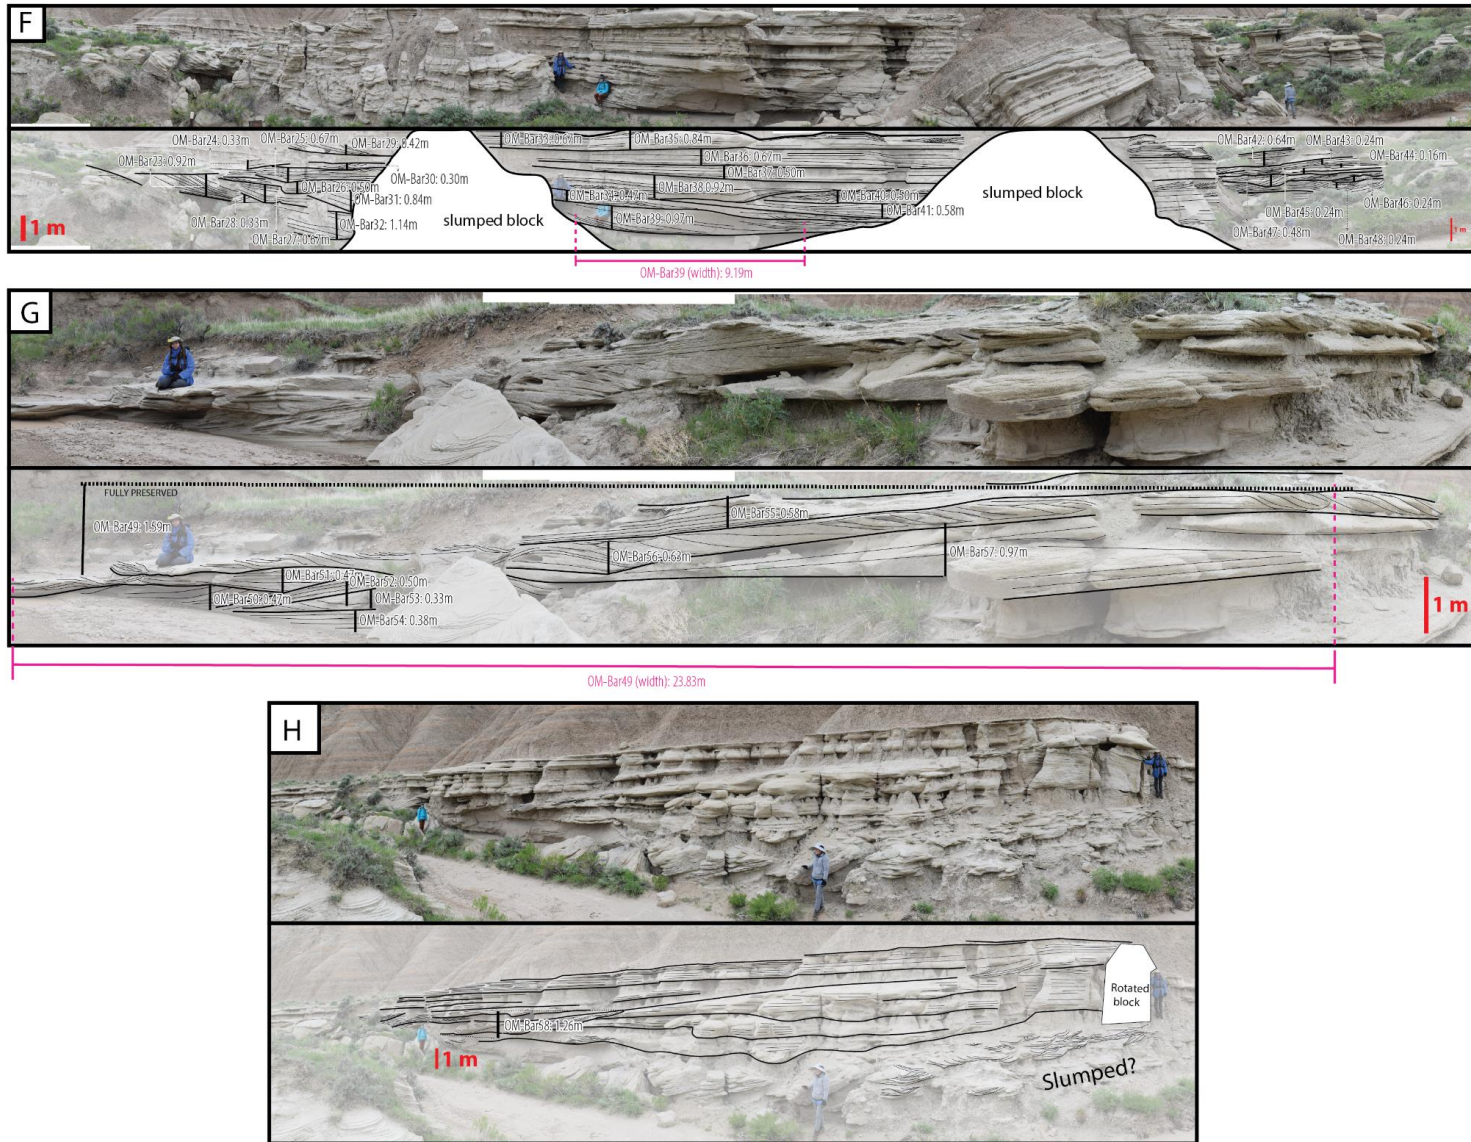 F
OM-Bar24: 0.33m
OM-Bar25: 0.67m
OM-Bar29: 0.42m
OM-Bar23: 0.92m
OM-Bar26: 0.50m
OM-Bar30: 0.30m
OM-Bar31: 0.84m
OM-Bar28: 0.33m
OM-Bar32: 1.14m
OM-Bar27: 0.67m
1 m
slumped block
OM-Bar33: 0.67m
OM-Bar35: 0.84m
OM-Bar36: 0.67m
OM-Bar37: 0.50m
OM-Bar38: 0.92m
OM-Bar34: 0.47m
OM-Bar40: 0.50m
OM-Bar39: 0.97m
OM-Bar41: 0.58m
slumped block
OM-Bar42: 0.64m
OM-Bar43: 0.24m
OM-Bar44: 0.16m
OM-Bar45: 0.24m
OM-Bar46: 0.24m
OM-Bar47: 0.48m
OM-Bar48: 0.24m
1 m
OM-Bar39 (width): 9.19m
G
FULLY PRESERVED
OM-Bar49: 1.59m
OM-Bar55: 0.58m
OM-Bar56: 0.63m
OM-Bar57: 0.97m
OM-Bar51: 0.47m
OM-Bar52: 0.50m
OM-Bar50: 0.47m
OM-Bar53: 0.33m
OM-Bar54: 0.38m
1 m
OM-Bar49 (width): 23.83m
H
Rotated
block
OM-Bar58: 1.26m
1 m
Slumped?